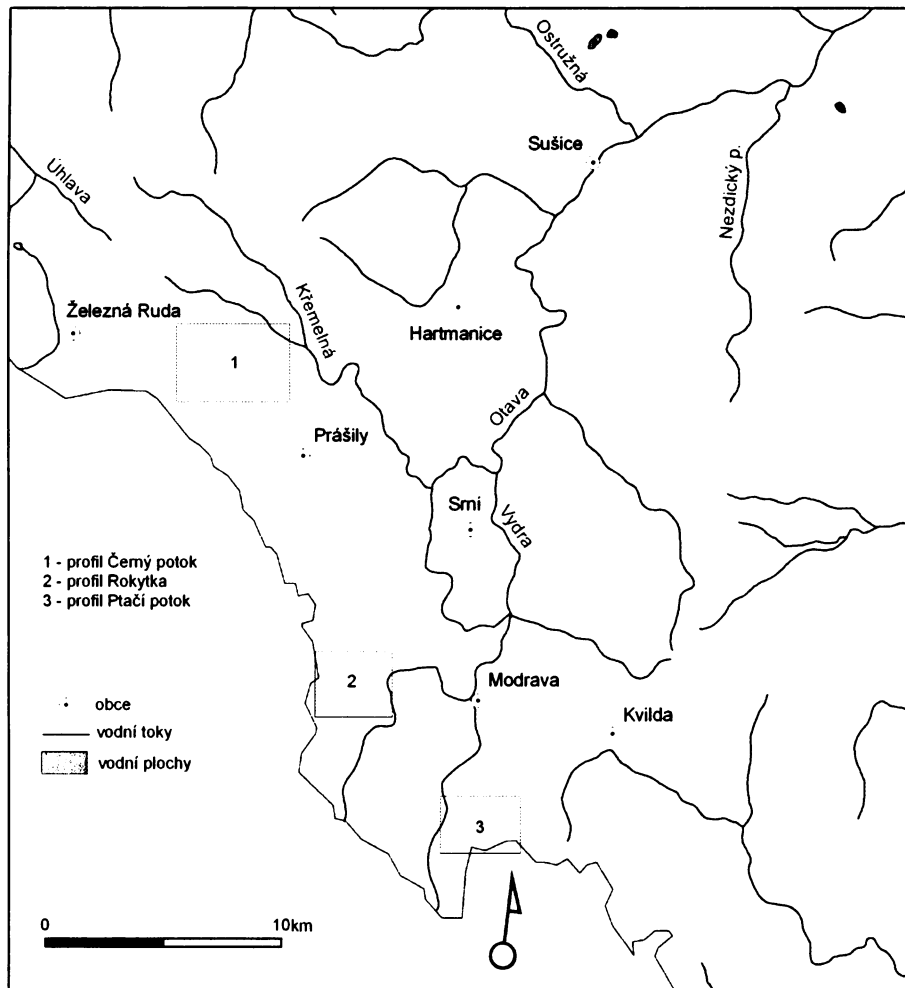 Ostružná
Sušice
Nezdický p.
Úhlava
Železná Ruda
Křemelná
Hartmanice
1
Otava
Prášily
Srní
Vydra
1 - profil Černý potok
2 - profil Rokytka
3 - profil Ptačí potok
2
Modrava
Kvilda
obce
vodní toky
vodní plochy
3
0 10km